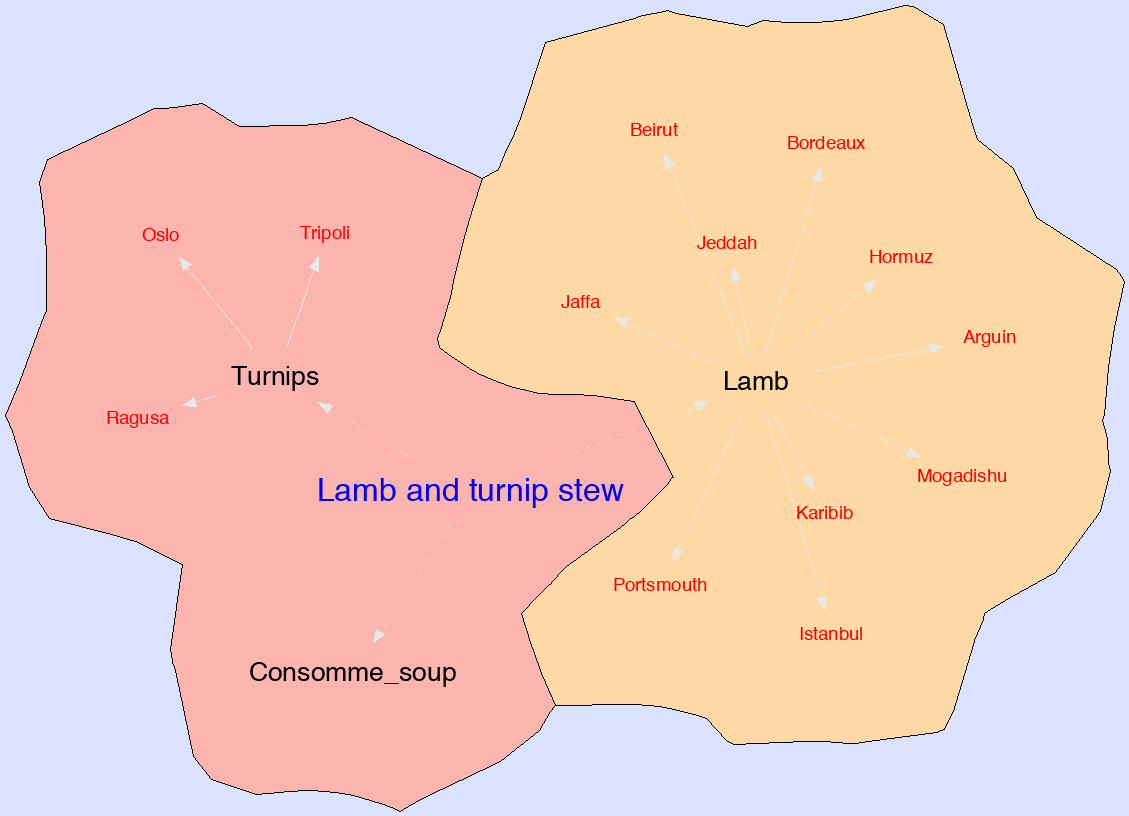 Beirut
Bordeaux
Oslo
Tripoli
Jeddah
Hormuz
Jaffa
Arguin
Turnips
Lamb
Ragusa
Mogadishu
Lamb and turnip stew
Karibib
Portsmouth
Istanbul
Consomme_soup